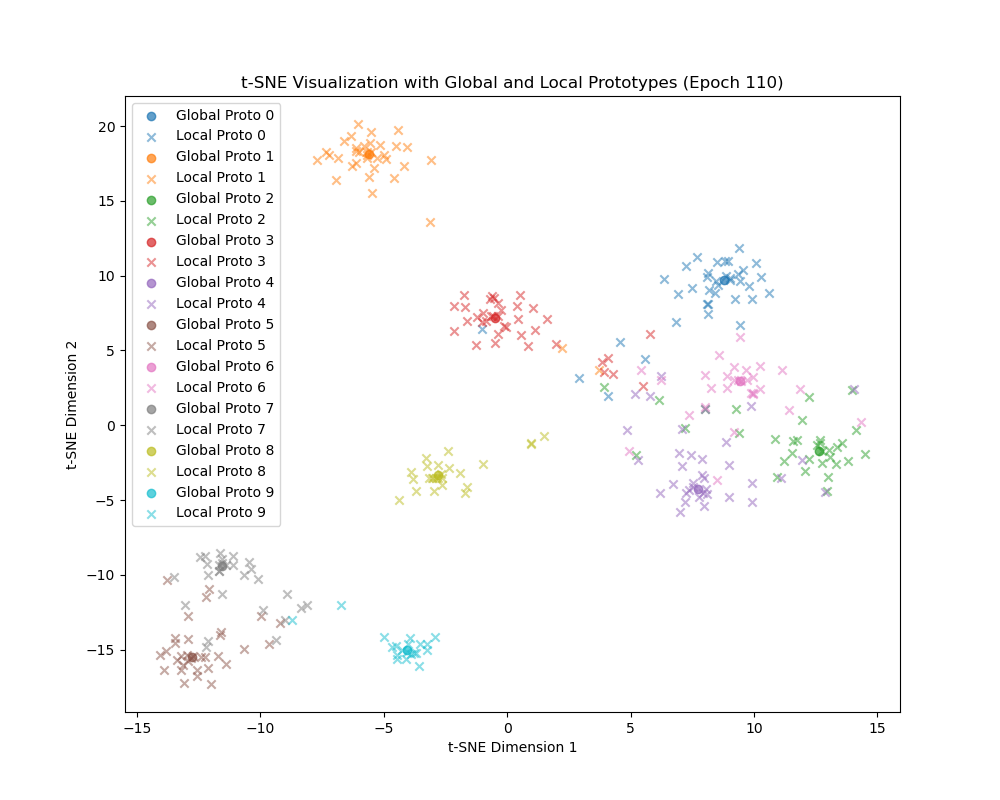 t-SNE Visualization with Global and Local Prototypes (Epoch 110)
Global Proto 0
Local Proto 0
Global Proto 1
Local Proto 1
Global Proto 2
Local Proto 2
Global Proto 3
Local Proto 3
Global Proto 4
Local Proto 4
Global Proto 5
Local Proto 5
Global Proto 6
Local Proto 6
Global Proto 7
Local Proto 7
Global Proto 8
Local Proto 8
Global Proto 9
Local Proto 9
20
15
10
5
0
−5
−10
−15
t-SNE Dimension 2
−15 −10 −5 0 5 10 15
t-SNE Dimension 1